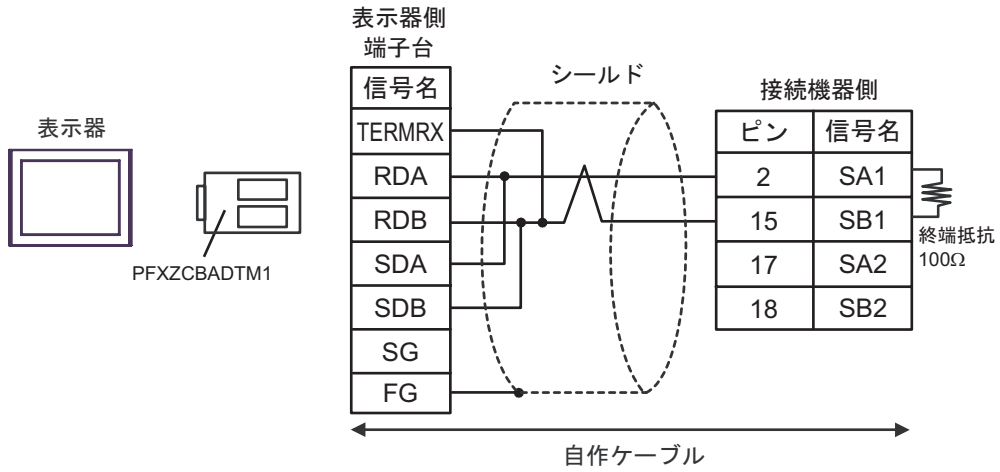 表示器
PFXZCBADTM1
表示器側
端子台
信号名
TERMRX
RDA
RDB
SDA
SDB
SG
FG
シールド
接続機器側
ピン 信号名
2 SA1
15 SB1
17 SA2
18 SB2
終端抵抗
100Ω
自作ケーブル